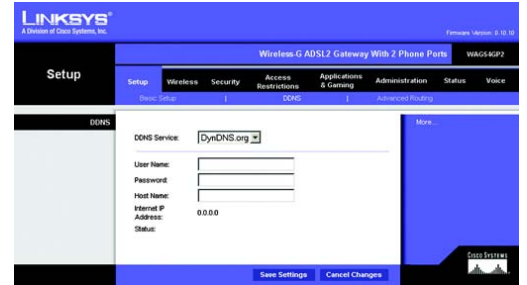 LINKSYS®
A Division of Cisco Systems, Inc.
Firmware Version: 0.10.10
Wireless-G ADSL2 Gateway With 2 Phone Ports WAG54GP2
Setup
Setup Wireless Security Access Restrictions Applications & Gaming Administration Status Voice
Basic Setup | DDNS | Advanced Routing
DDNS
More...
DDNS Service: DynDNS.org
User Name:
Password:
Host Name:
Internet IP
Address: 0.0.0.0
Status:
CISCO SYSTEMS
Save Settings Cancel Changes